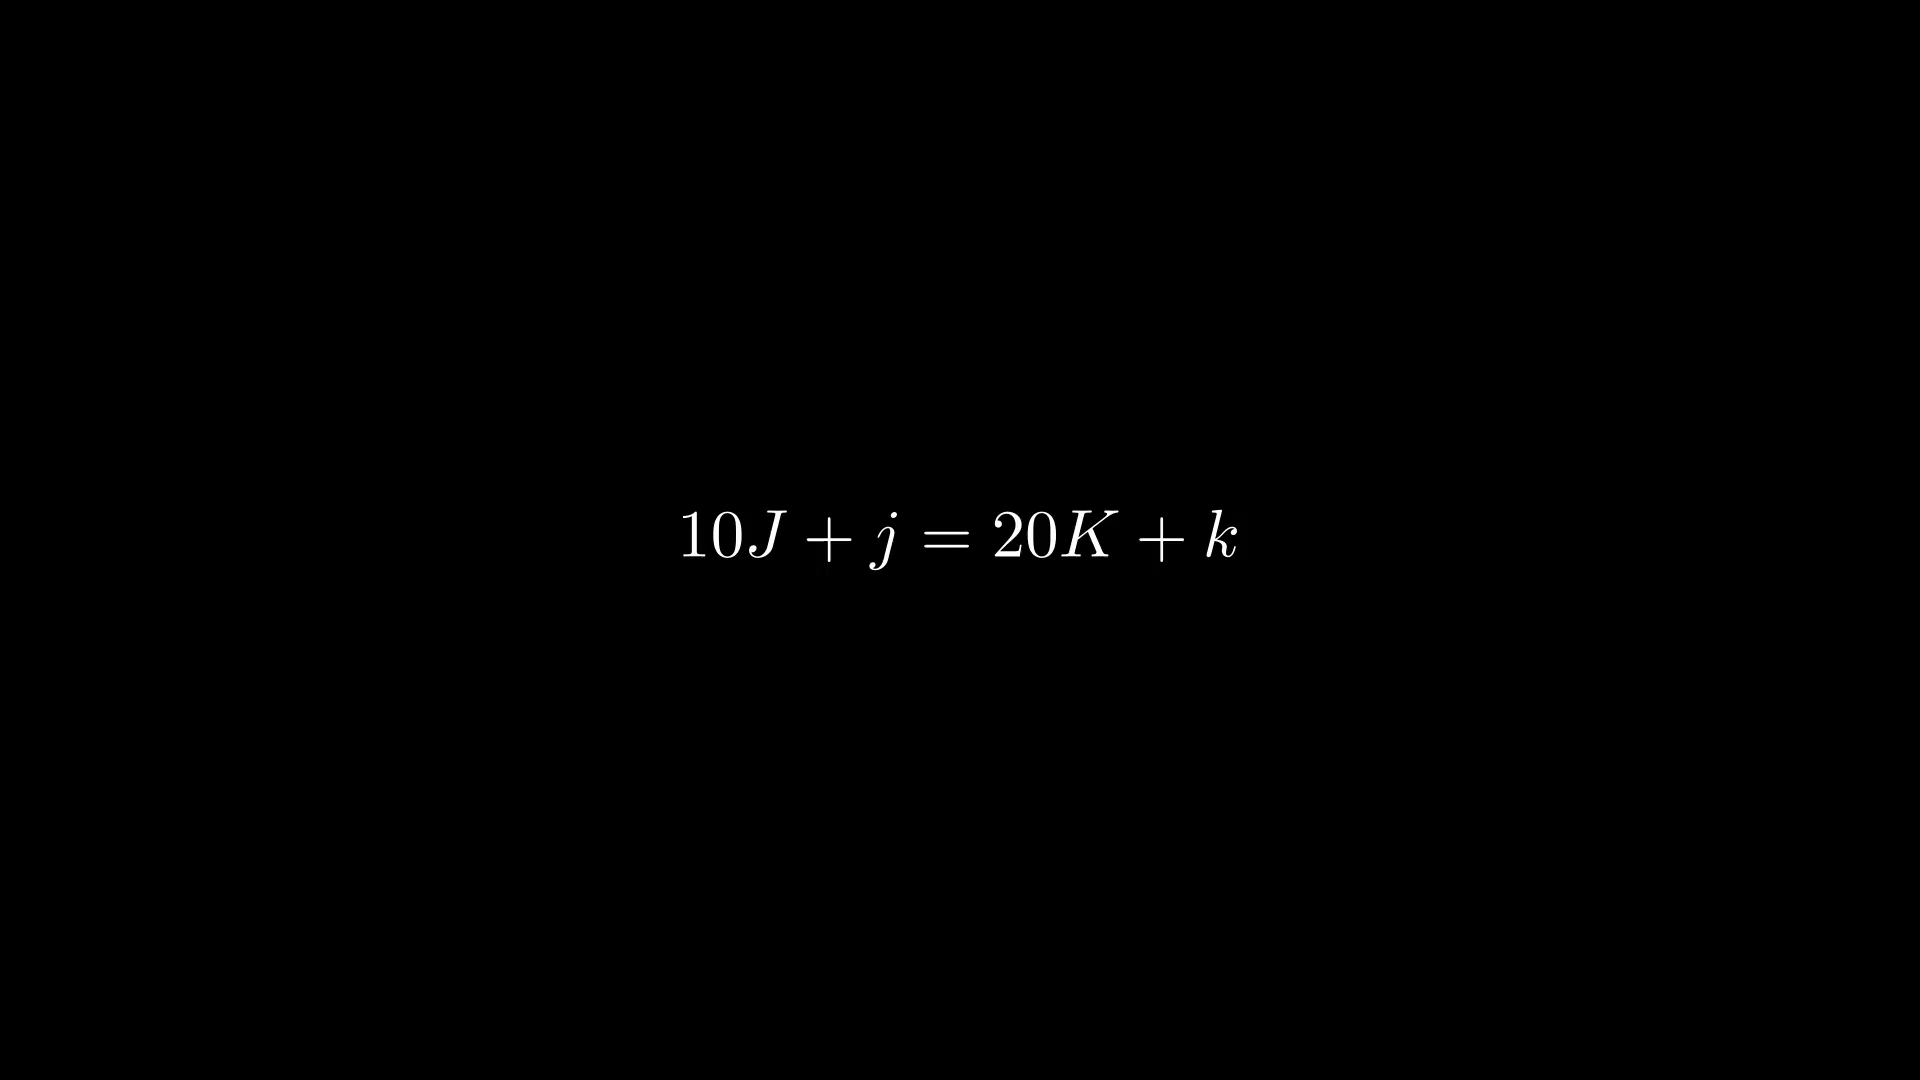 10J + j = 20K + k